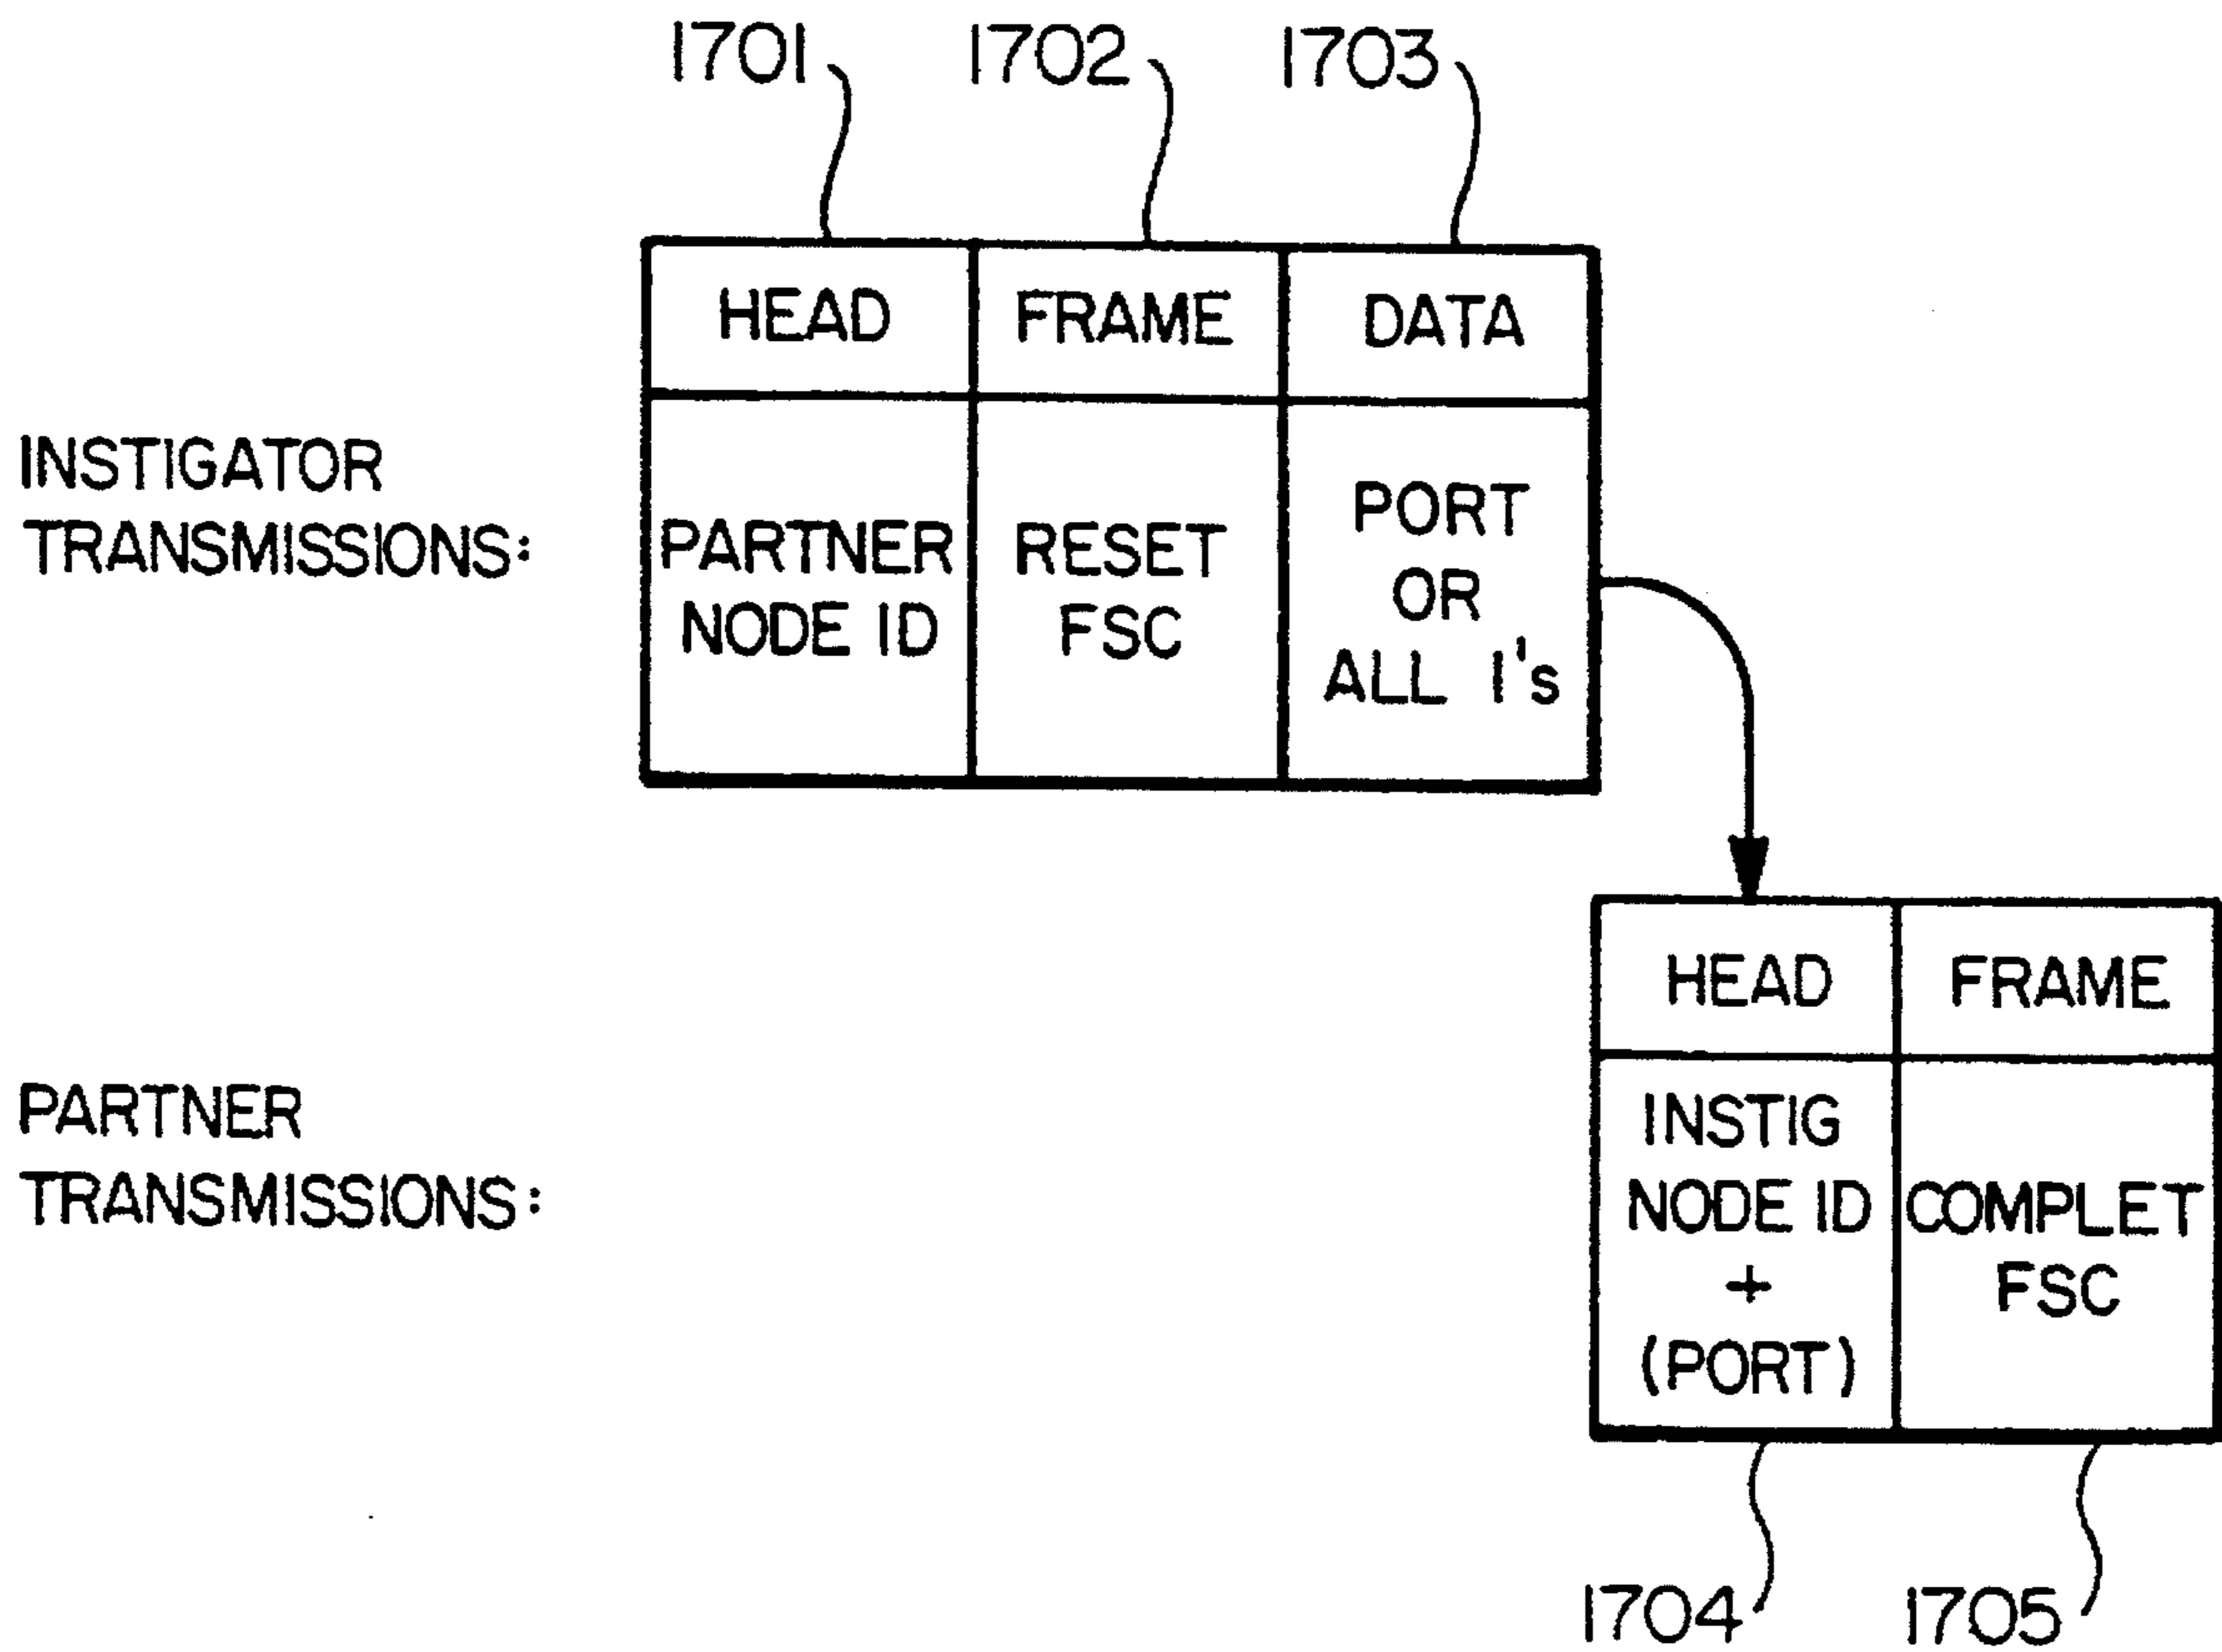 1701 1702 1703
HEAD FRAME DATA
INSTIGATOR
TRANSMISSIONS:
PARTNER
NODE ID
RESET
FSC
PORT
OR
ALL 1's
HEAD FRAME
PARTNER
TRANSMISSIONS:
INSTIG
NODE ID
+
(PORT)
COMPLET
FSC
1704 1705